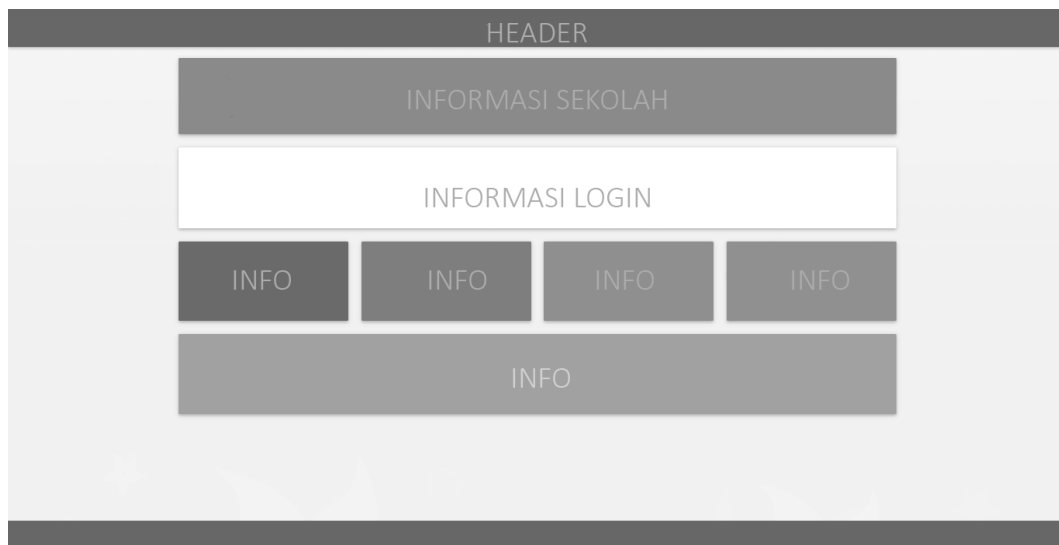 HEADER
INFORMASI SEKOLAH
INFORMASI LOGIN
INFO INFO INFO INFO
INFO